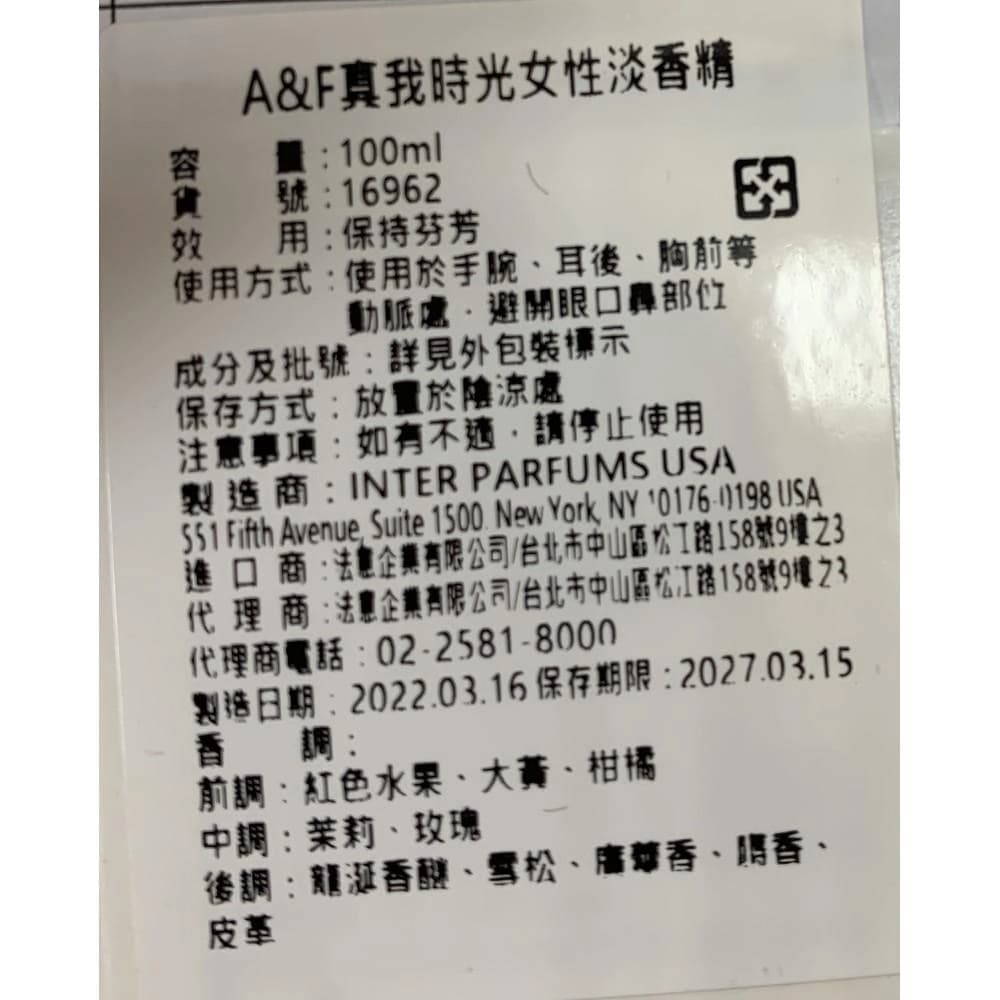 A&F真我時光女性淡香精
容 量:100ml
貨 號:16962
效 用:保持芬芳
使用方式:使用於手腕、耳後、胸前等
動脈處.避開眼口鼻部位
成分及批號:詳見外包裝標示
保存方式:放置於陰涼處
注意事項:如有不適.請停止使用
製造商:INTER PARFUMS USA
551 Fifth Avenue, Suite 1500. New York, NY 10176-0198 USA
進口商:法意企業有限公司/台北市中山區松江路158號9樓之3
代理商:法意企業有限公司/台北市中山區松江路158號9樓之3
代理商電話:02-2581-8000
製造日期:2022.03.16 保存期限:2027.03.15
香 調:
前調:紅色水果、大黃、柑橘
中調:茉莉、玫瑰
後調:龍涎香醚、雪松、廣藿香、麝香、
皮革